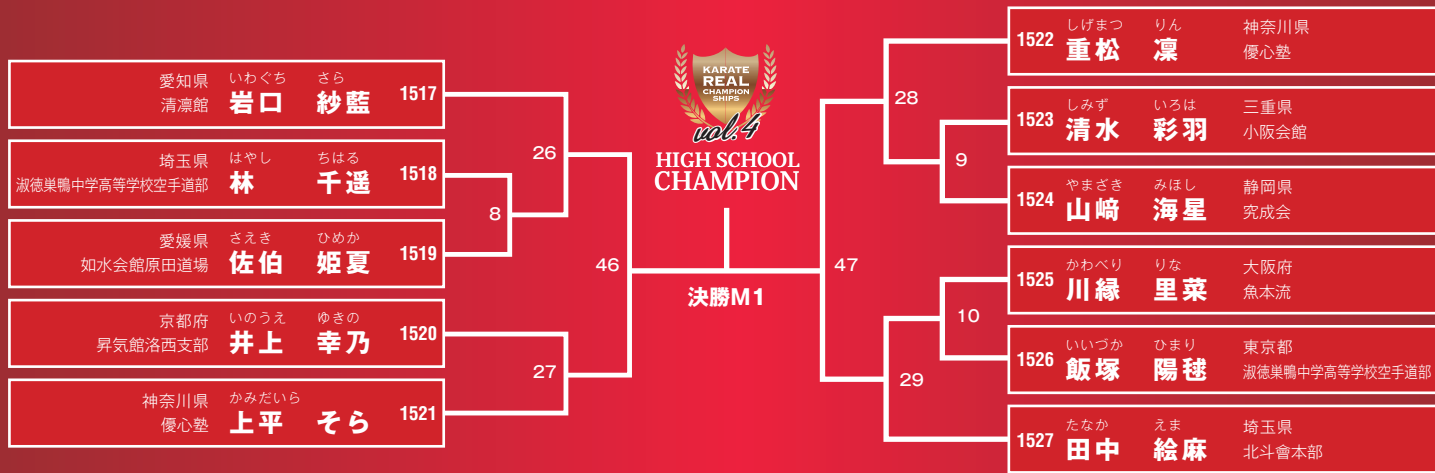 愛知県 いわぐち さら
清凛館 岩口 紗藍 1517
埼玉県 はやし ちはる
淑徳巣鴨中学高等学校空手道部 林 千遥 1518
愛媛県 さえき ひめか
如水会館原田道場 佐伯 姫夏 1519
京都府 いのうえ ゆきの
昇気館洛西支部 井上 幸乃 1520
神奈川県 かみだいら
優心塾 上平 そら 1521
26
8
46
27
KARATE
REAL
CHAMPION
SHIPS
vol.4
HIGH SCHOOL
CHAMPION
決勝M1
28
9
47
10
29
しげまつ りん 神奈川県
1522 重松 凜 優心塾
しみず いろは 三重県
1523 清水 彩羽 小阪会館
やまざき みほし 静岡県
1524 山﨑 海星 究成会
かわべり りな 大阪府
1525 川縁 里菜 魚本流
いいづか ひまり 東京都
1526 飯塚 陽毬 淑徳巣鴨中学高等学校空手道部
たなか えま 埼玉県
1527 田中 絵麻 北斗會本部